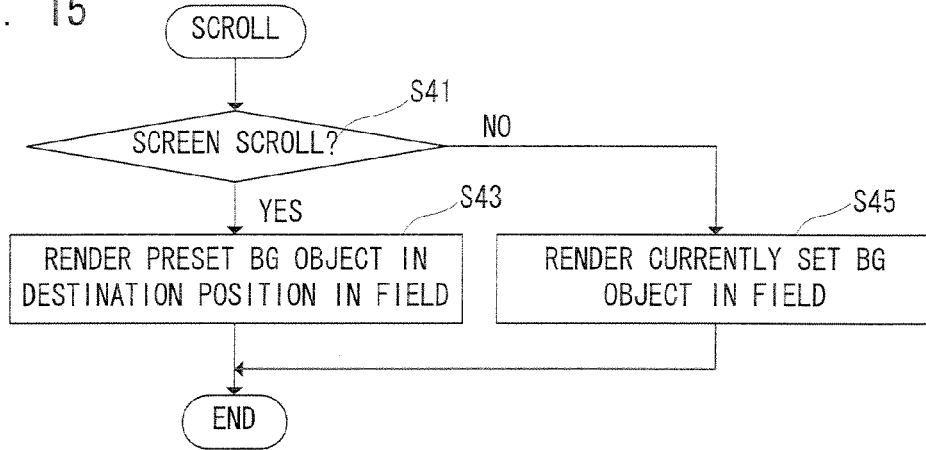 . 15
SCROLL
S41
SCREEN SCROLL?
NO
YES
S43
S45
RENDER PRESET BG OBJECT IN
DESTINATION POSITION IN FIELD
RENDER CURRENTLY SET BG
OBJECT IN FIELD
END